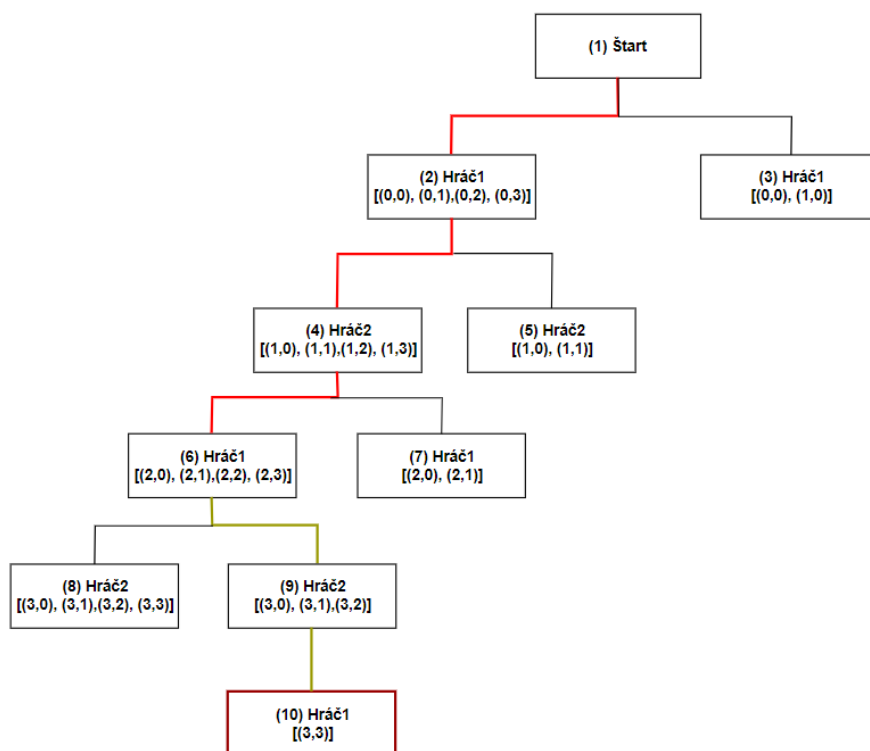 (1) Štart
(2) Hráč1
[(0,0), (0,1),(0,2), (0,3)]
(3) Hráč1
[(0,0), (1,0)]
(4) Hráč2
[(1,0), (1,1),(1,2), (1,3)]
(5) Hráč2
[(1,0), (1,1)]
(6) Hráč1
[(2,0), (2,1),(2,2), (2,3)]
(7) Hráč1
[(2,0), (2,1)]
(8) Hráč2
[(3,0), (3,1),(3,2), (3,3)]
(9) Hráč2
[(3,0), (3,1),(3,2)]
(10) Hráč1
[(3,3)]